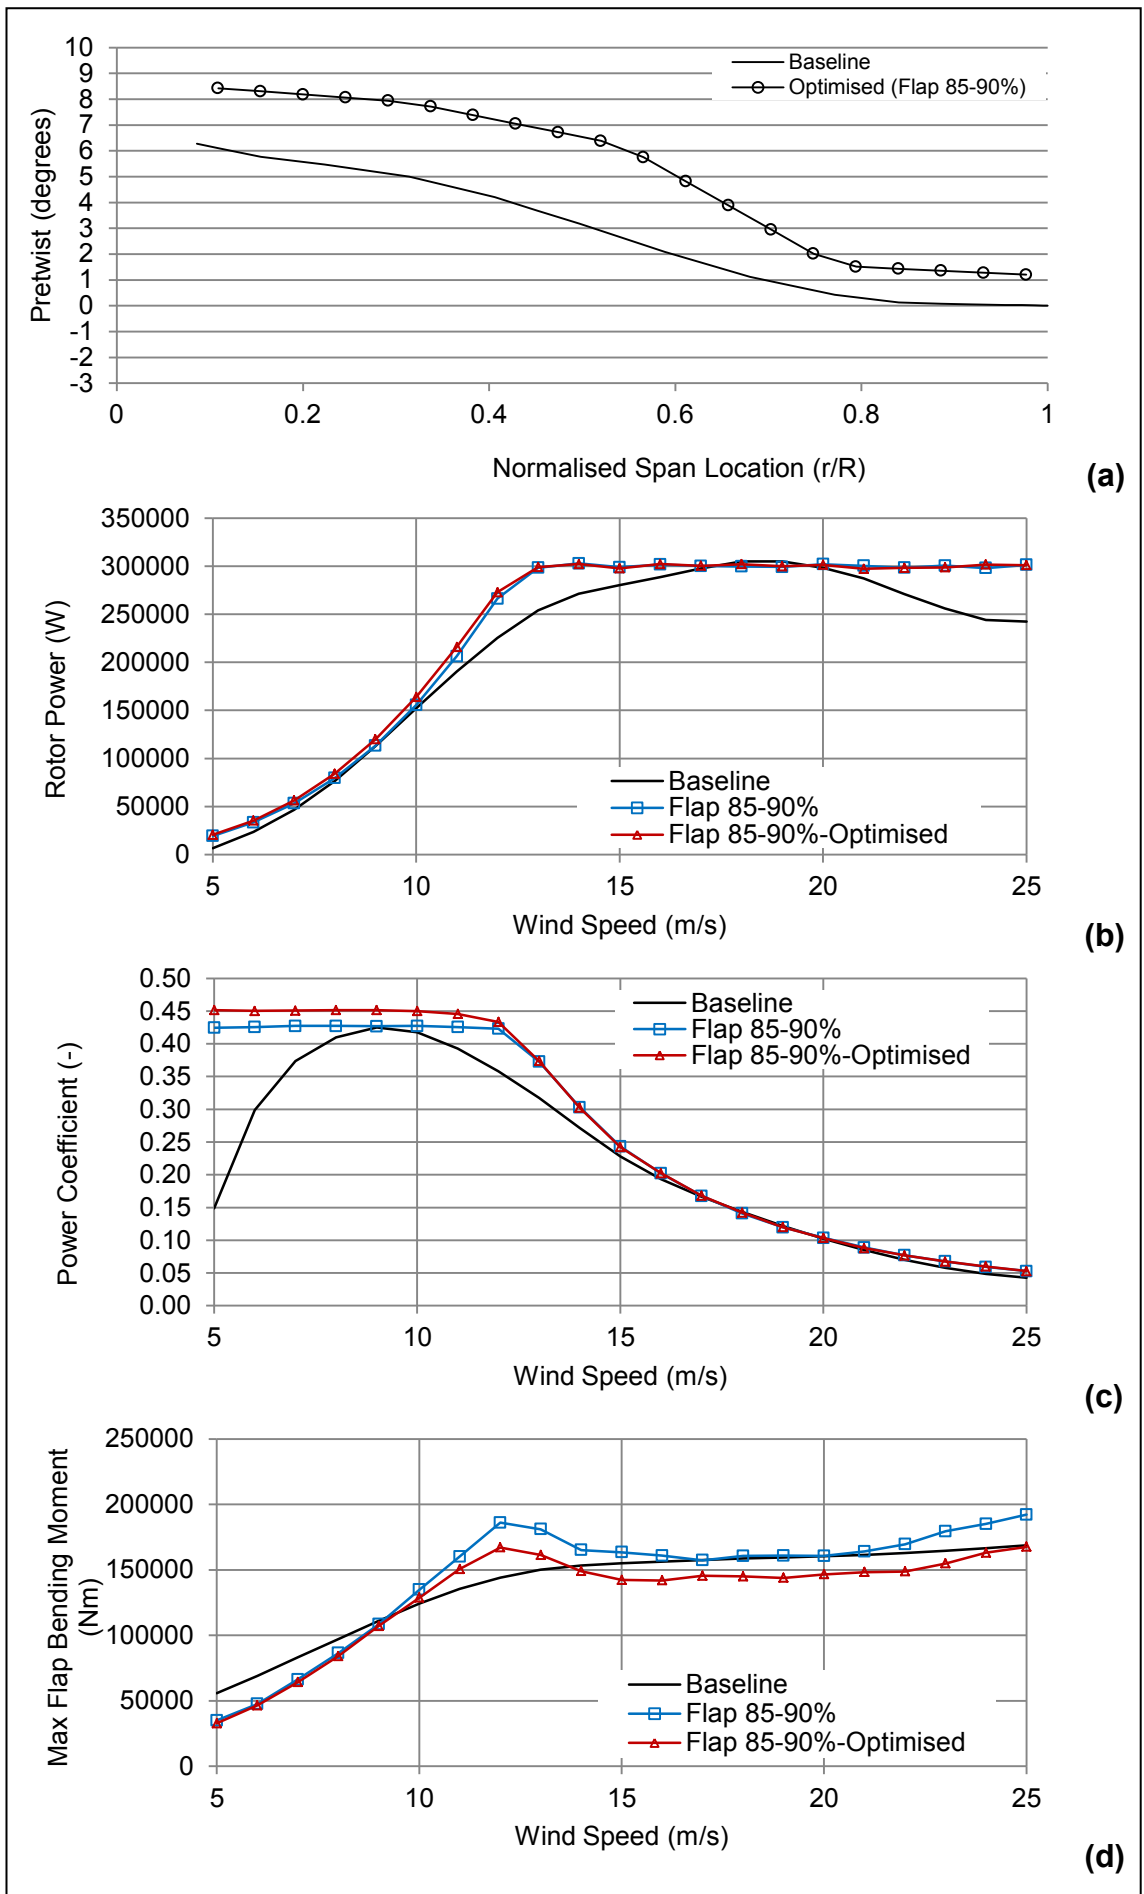 10
9
8
7
6
5
4
3
2
1
0
-1
-2
-3
Pretwist (degrees)
Baseline
Optimised (Flap 85-90%)
0 0.2 0.4 0.6 0.8 1
Normalised Span Location (r/R)
(a)
350000
300000
250000
200000
150000
100000
50000
0
Rotor Power (W)
Baseline
Flap 85-90%
Flap 85-90%-Optimised
5 10 15 20 25
Wind Speed (m/s)
(b)
0.50
0.45
0.40
0.35
0.30
0.25
0.20
0.15
0.10
0.05
0.00
Power Coefficient (-)
Baseline
Flap 85-90%
Flap 85-90%-Optimised
5 10 15 20 25
Wind Speed (m/s)
(c)
250000
200000
150000
100000
50000
0
Max Flap Bending Moment
(Nm)
Baseline
Flap 85-90%
Flap 85-90%-Optimised
5 10 15 20 25
Wind Speed (m/s)
(d)